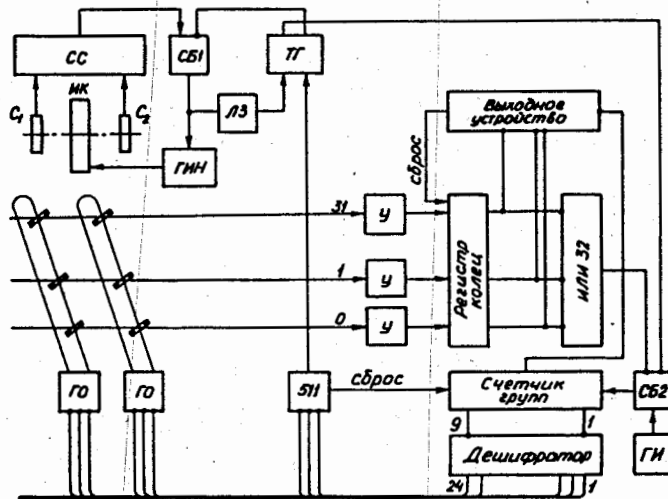 СС
СБ1
ТГ
С₁
ИК
С₂
ЛЗ
ГИН
Выходное
устройство
сброс
31
У
1
У
0
У
Регистр
колец
ИЛИ 32
ГО
ГО
511
сброс
Счетчик
групп
СБ2
9
1
Дешифратор
ГИ
24
1